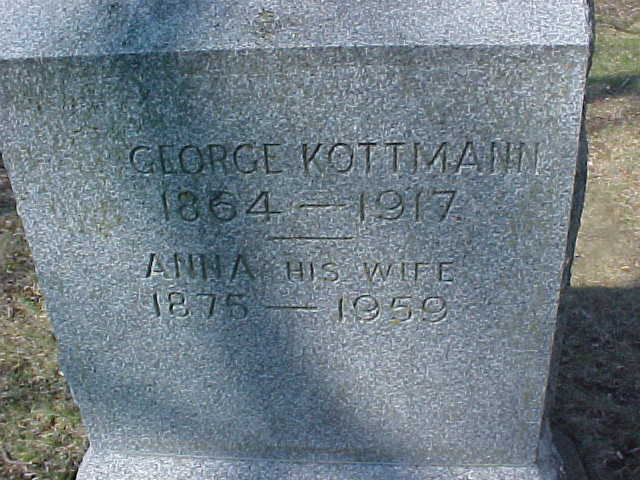 GEORGE KOTTMANN
1864 — 1917
ANNA HIS WIFE
1875 — 1959